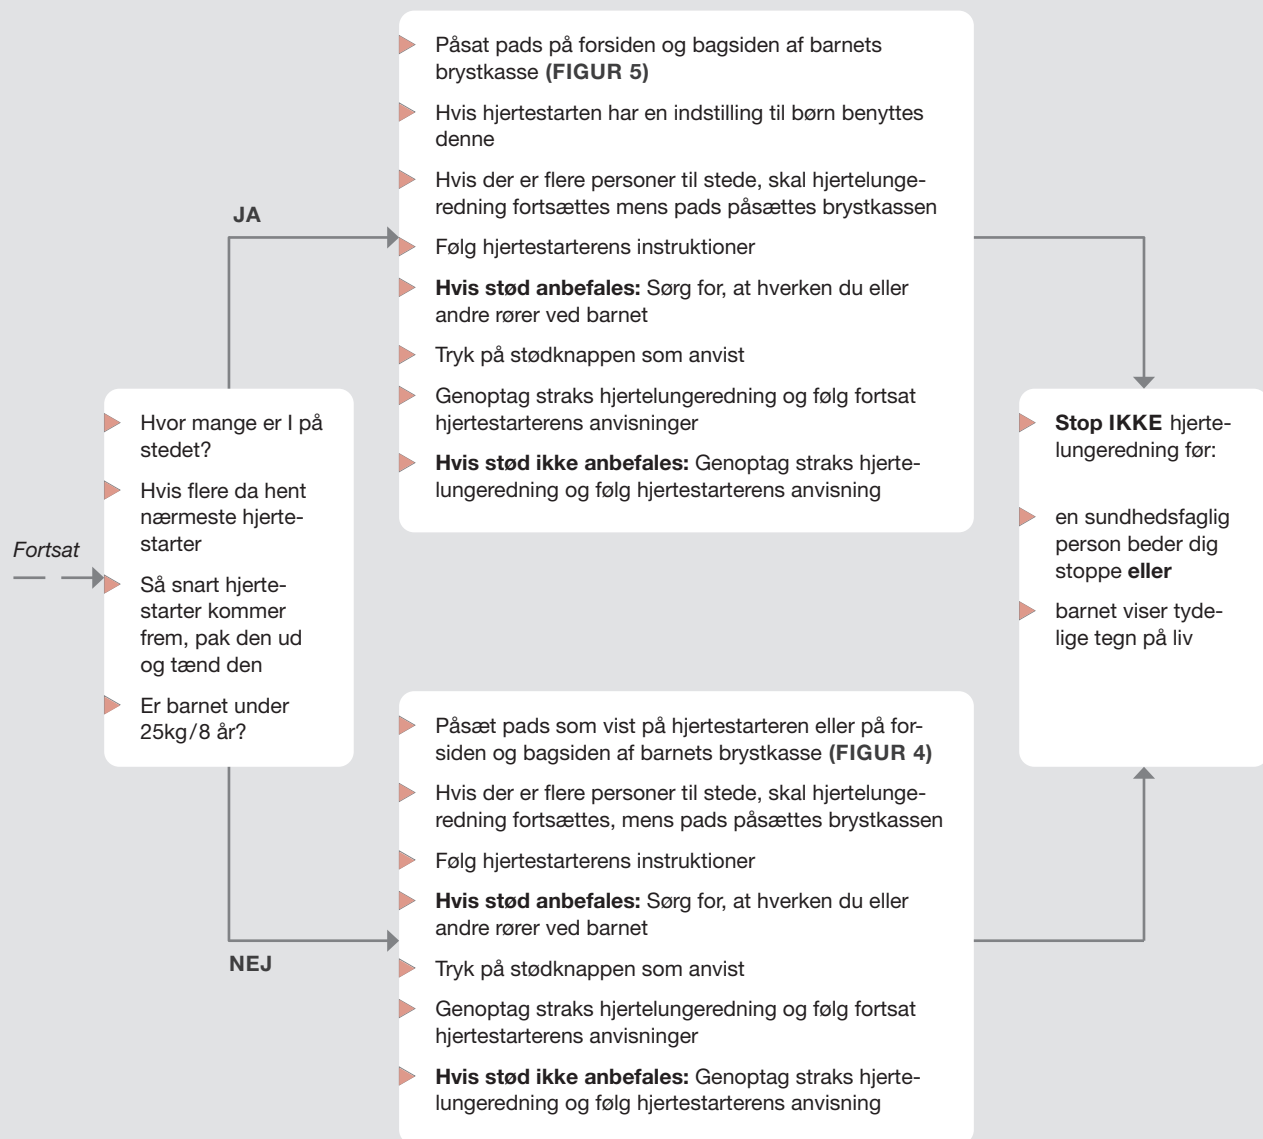 Fortsat
Hvor mange er I på
stedet?
Hvis flere da hent
nærmeste hjerte-
starter
Så snart hjerte-
starter kommer
frem, pak den ud
og tænd den
Er barnet under
25kg/8 år?
JA
Påsat pads på forsiden og bagsiden af barnets
brystkasse (FIGUR 5)
Hvis hjertestarten har en indstilling til børn benyttes
denne
Hvis der er flere personer til stede, skal hjertelunge-
redning fortsættes mens pads påsættes brystkassen
Følg hjertestarterens instruktioner
Hvis stød anbefales: Sørg for, at hverken du eller
andre rører ved barnet
Tryk på stødknappen som anvist
Genoptag straks hjertelungeredning og følg fortsat
hjertestarterens anvisninger
Hvis stød ikke anbefales: Genoptag straks hjerte-
lungeredning og følg hjertestarterens anvisning
NEJ
Påsæt pads som vist på hjertestarteren eller på for-
siden og bagsiden af barnets brystkasse (FIGUR 4)
Hvis der er flere personer til stede, skal hjertelunge-
redning fortsættes, mens pads påsættes brystkassen
Følg hjertestarterens instruktioner
Hvis stød anbefales: Sørg for, at hverken du eller
andre rører ved barnet
Tryk på stødknappen som anvist
Genoptag straks hjertelungeredning og følg fortsat
hjertestarterens anvisninger
Hvis stød ikke anbefales: Genoptag straks hjerte-
lungeredning og følg hjertestarterens anvisning
Stop IKKE hjerte-
lungeredning før:
en sundhedsfaglig
person beder dig
stoppe eller
barnet viser tyde-
lige tegn på liv